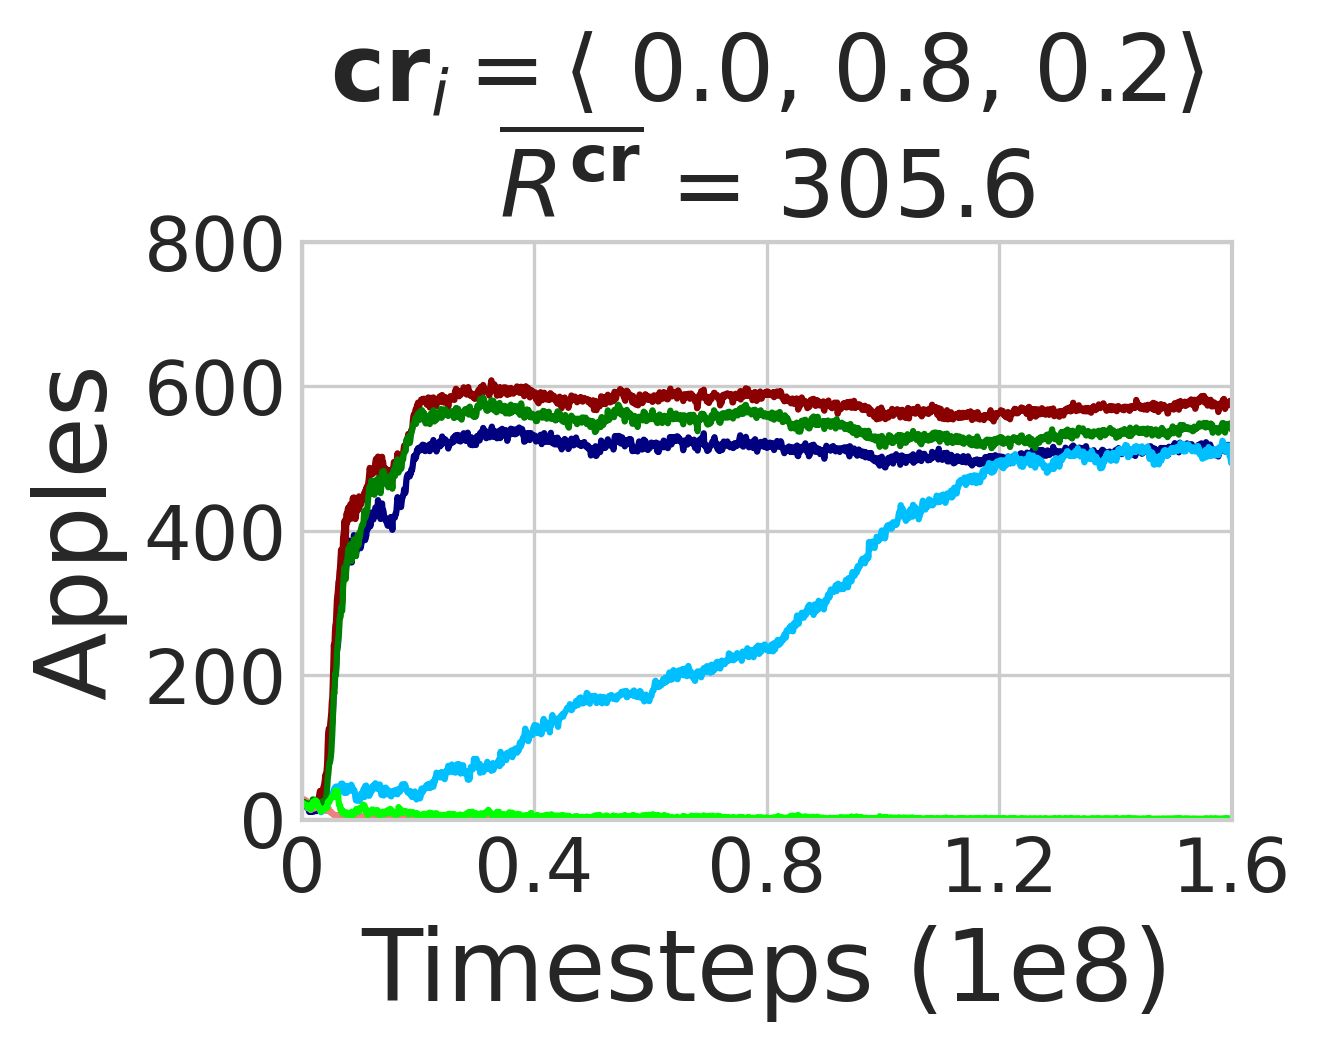 cr_i = ⟨ 0.0, 0.8, 0.2⟩
\overline{R^{cr}} = 305.6
800
600
400
200
0
Apples
0 0.4 0.8 1.2 1.6
Timesteps (1e8)